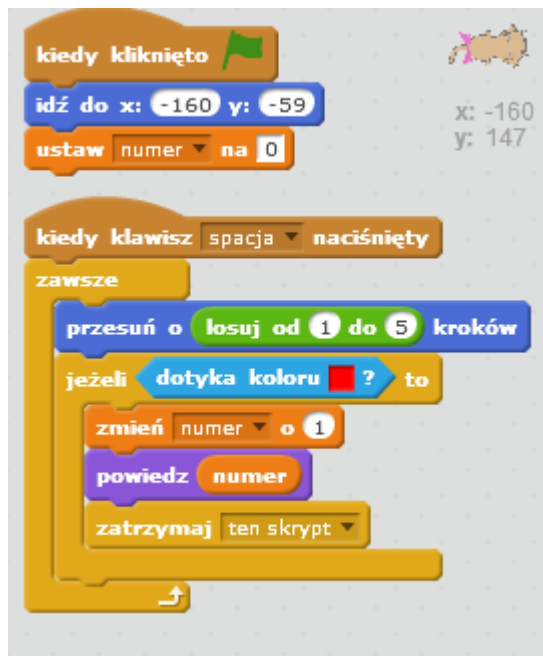 kiedy kliknięto
idź do x: -160 y: -59
ustaw numer na 0
x: -160
y: 147
kiedy klawisz spacja naciśnięty
zawsze
przesuń o losuj od 1 do 5 kroków
jeżeli dotyka koloru ? to
zmień numer o 1
powiedz numer
zatrzymaj ten skrypt